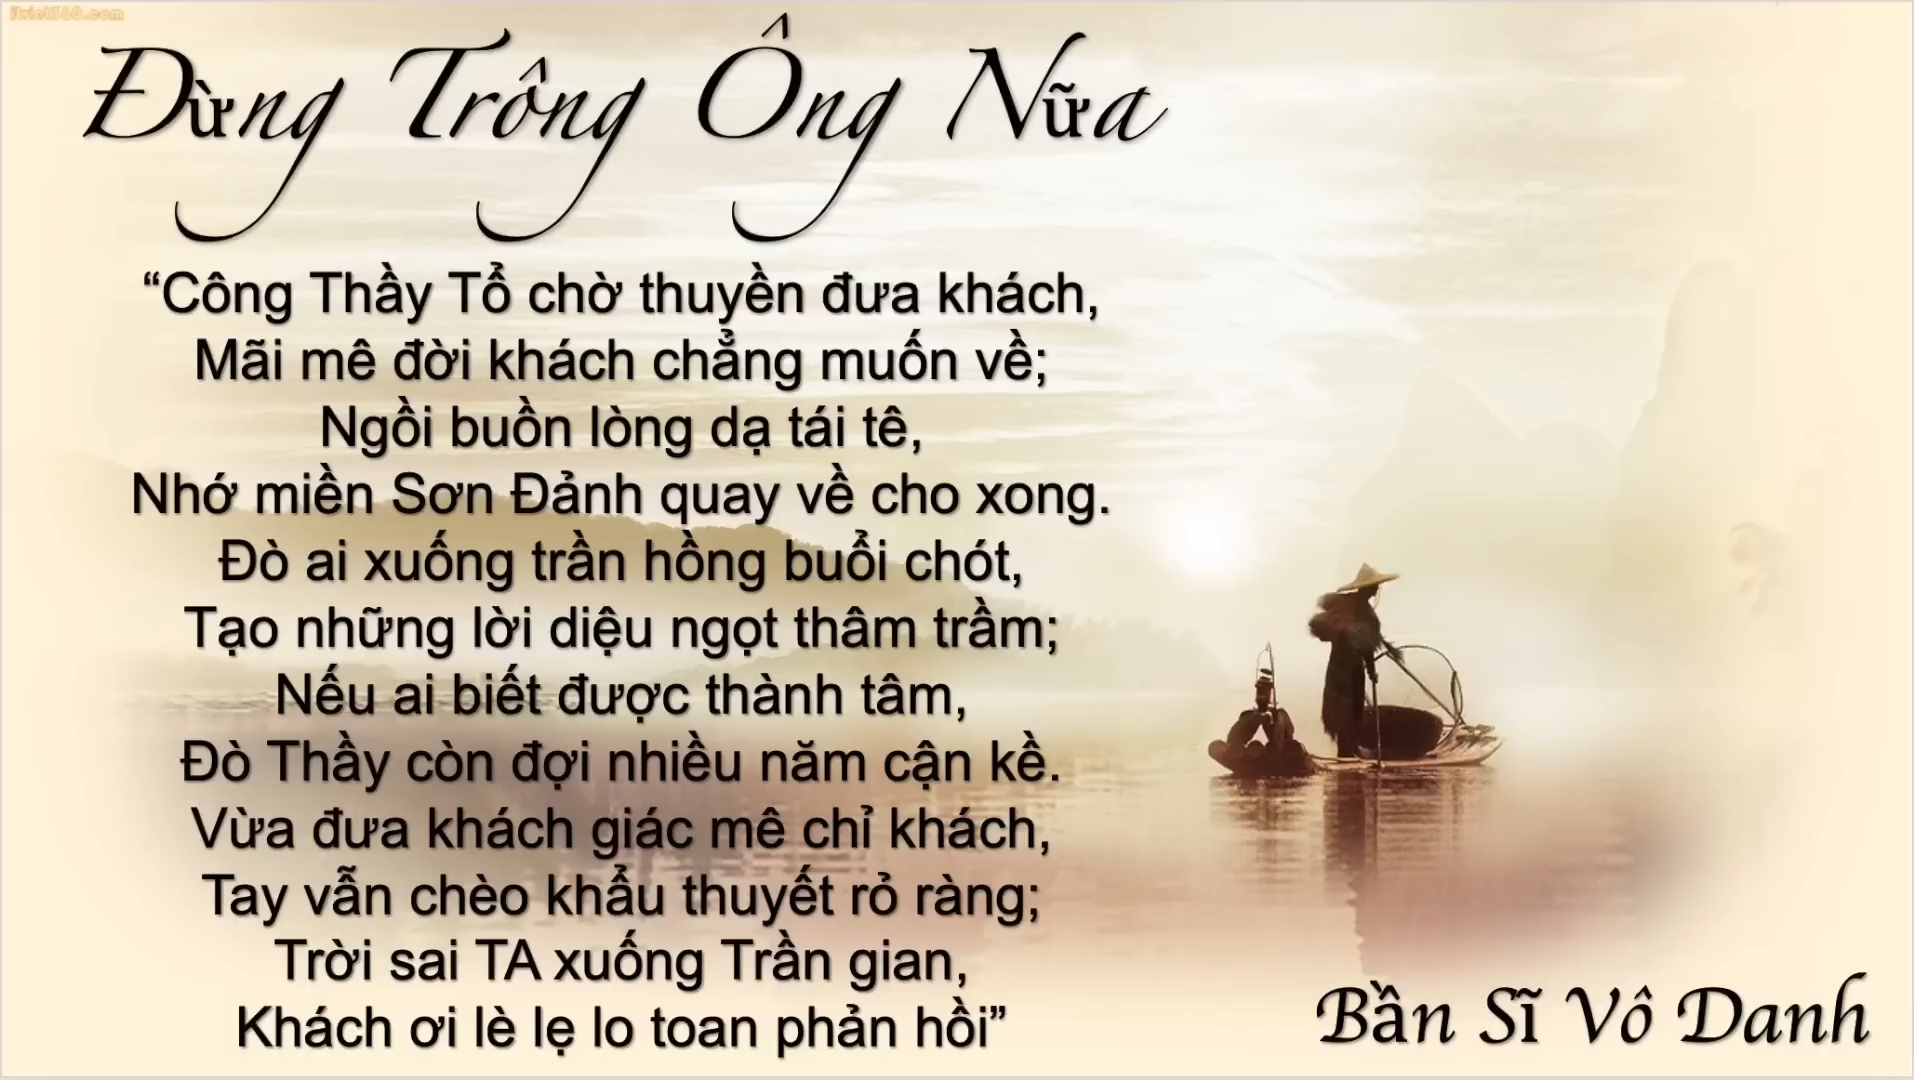 Đừng Trông Ông Nữa
“Công Thầy Tổ chờ thuyền đưa khách,
Mãi mê đời khách chẳng muốn về;
Ngồi buồn lòng dạ tái tê,
Nhớ miền Sơn Đảnh quay về cho xong.
Đò ai xuống trần hồng buổi chót,
Tạo những lời diệu ngọt thâm trầm;
Nếu ai biết được thành tâm,
Đò Thầy còn đợi nhiều năm cận kề.
Vừa đưa khách giác mê chỉ khách,
Tay vẫn chèo khẩu thuyết rỏ ràng;
Trời sai TA xuống Trần gian,
Khách ơi lè lẹ lo toan phản hồi”
Bần Sĩ Vô Danh